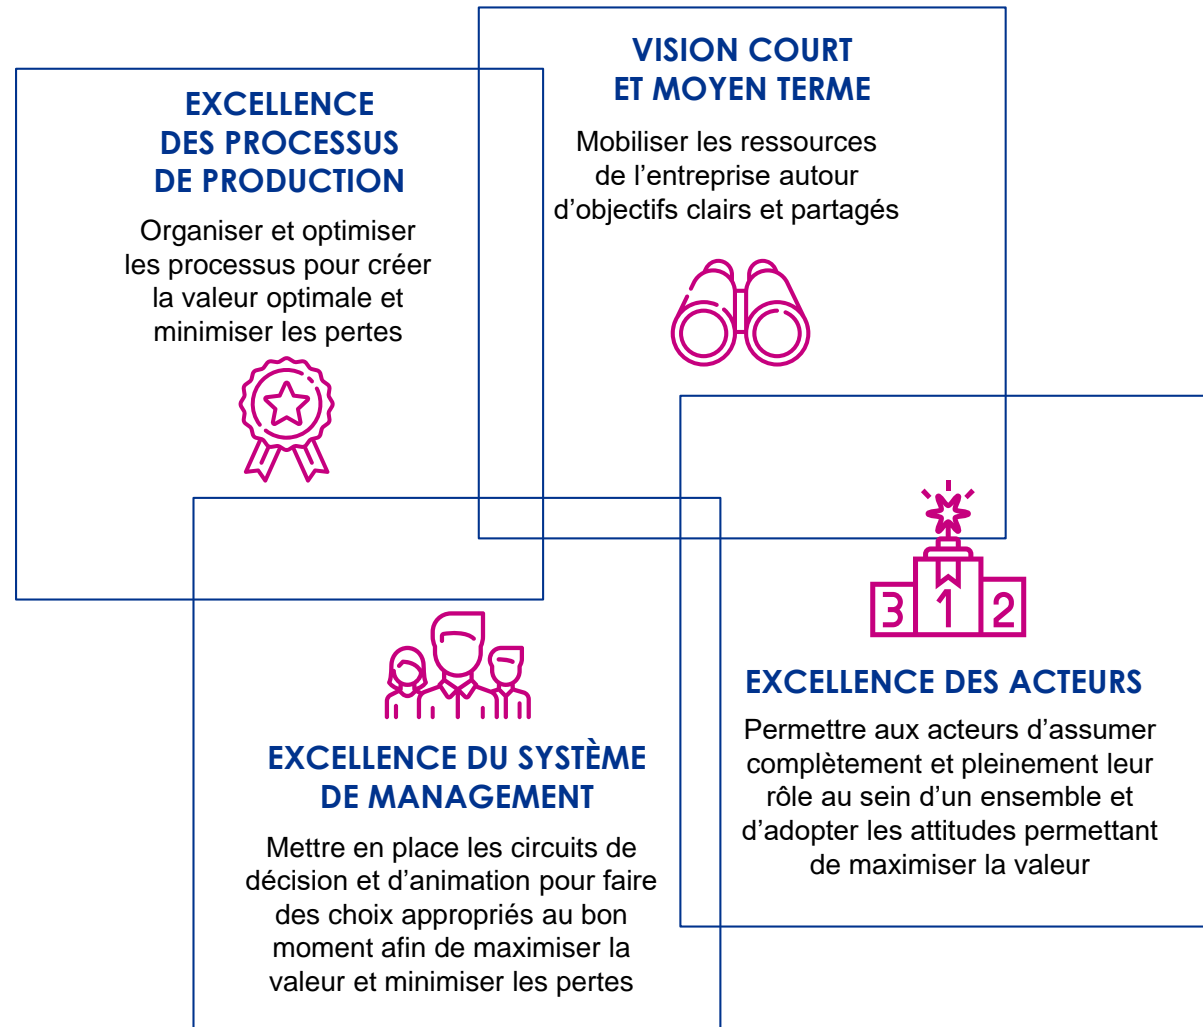 EXCELLENCE
DES PROCESSUS
DE PRODUCTION
Organiser et optimiser
les processus pour créer
la valeur optimale et
minimiser les pertes
VISION COURT
ET MOYEN TERME
Mobiliser les ressources
de l’entreprise autour
d’objectifs clairs et partagés
EXCELLENCE DU SYSTÈME
DE MANAGEMENT
Mettre en place les circuits de
décision et d’animation pour faire
des choix appropriés au bon
moment afin de maximiser la
valeur et minimiser les pertes
3 1 2
EXCELLENCE DES ACTEURS
Permettre aux acteurs d’assumer
complètement et pleinement leur
rôle au sein d’un ensemble et
d’adopter les attitudes permettant
de maximiser la valeur